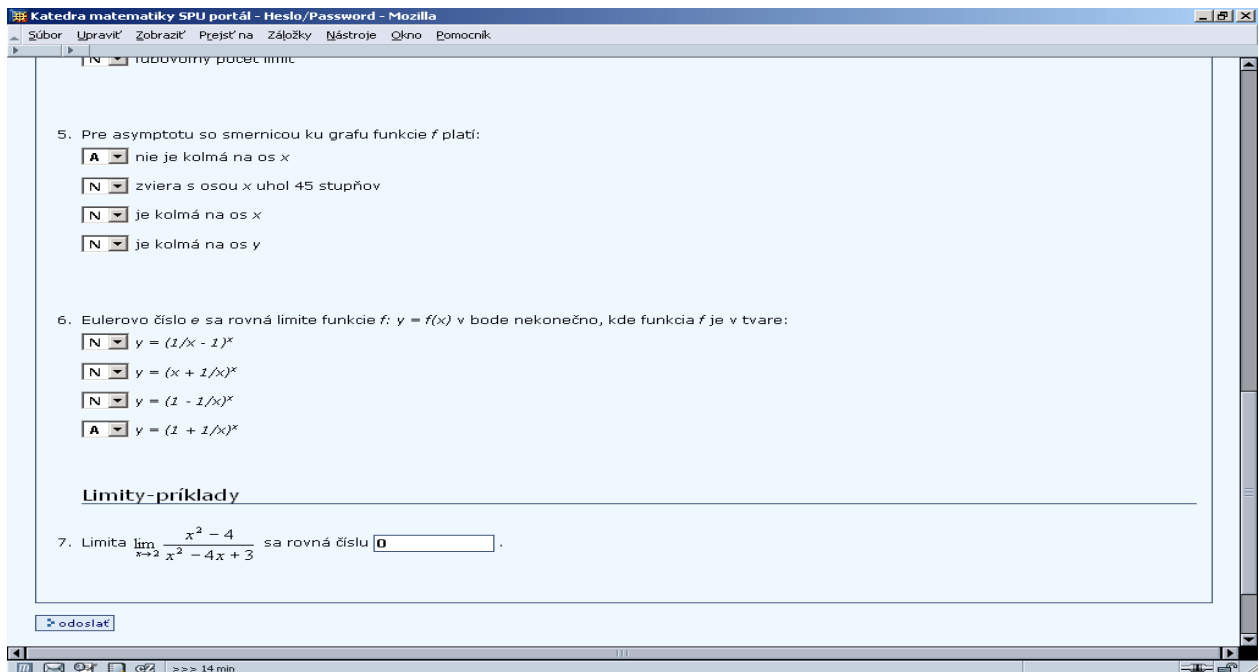 Katedra matematiky SPU portál - Heslo/Password - Mozilla
Súbor Upraviť Zobraziť Prejsť na Záložky Nástroje Okno Pomocník
N ľubovoľný počet limít
5. Pre asymptotu so smernicou ku grafu funkcie f platí:
A nie je kolmá na os x
N zviera s osou x uhol 45 stupňov
N je kolmá na os x
N je kolmá na os y
6. Eulerovo číslo e sa rovná limite funkcie f: y = f(x) v bode nekonečno, kde funkcia f je v tvare:
N y = (1/x - 1)^x
N y = (x + 1/x)^x
N y = (1 - 1/x)^x
A y = (1 + 1/x)^x
Limity-príklady
7. Limita lim x→2 (x² − 4)/(x² − 4x + 3) sa rovná číslu 0 .
odoslať
>>> 14 min